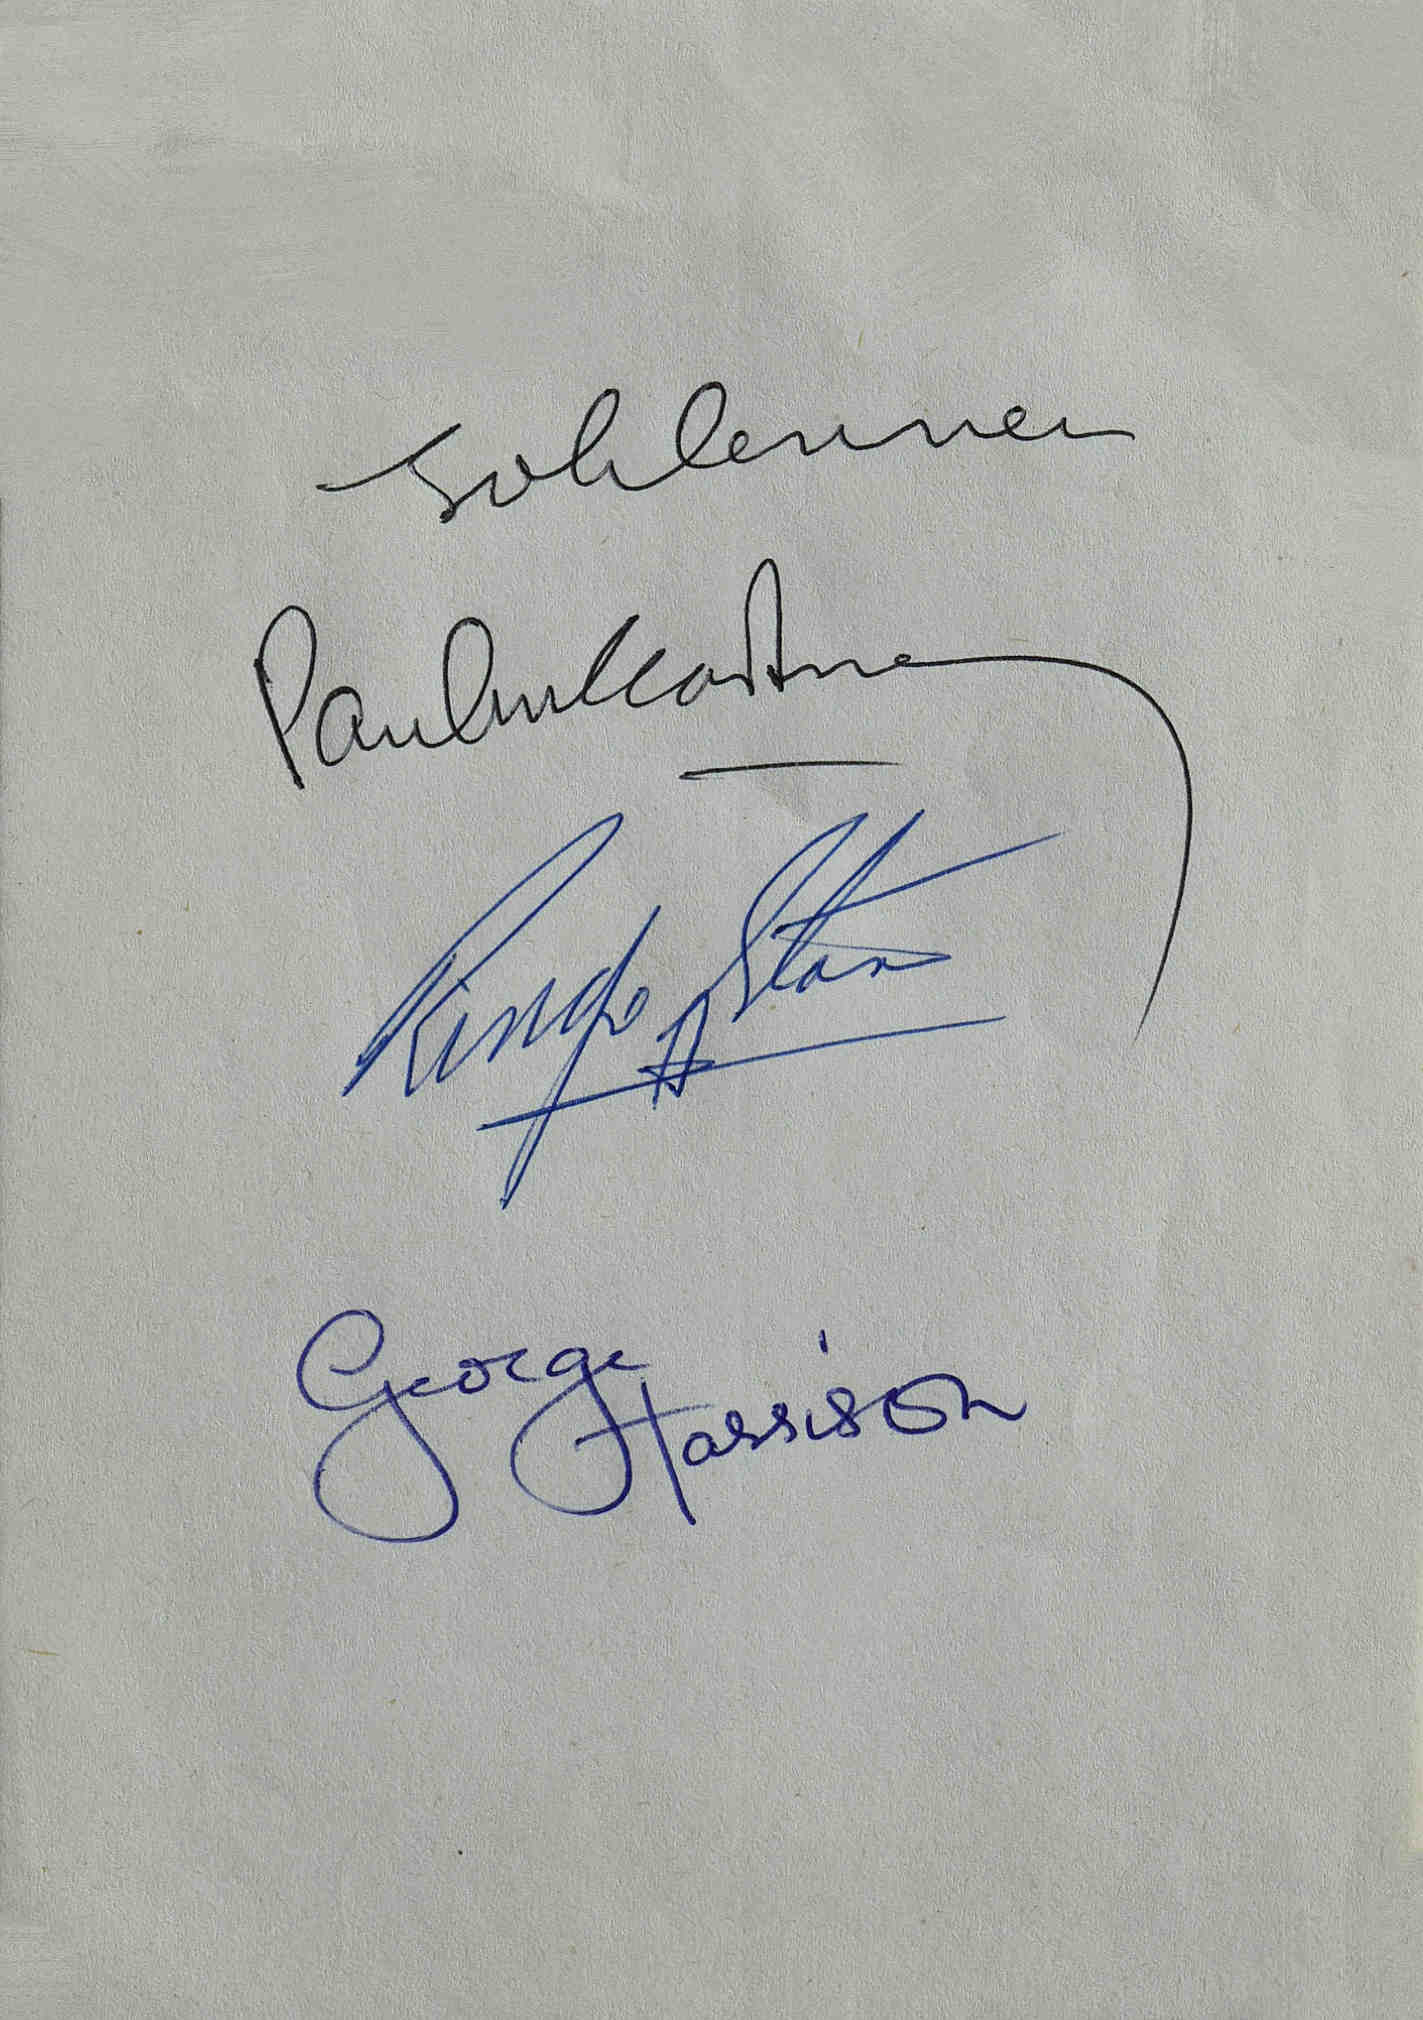 John Lennon
Paul McCartney
Ringo Starr
George Harrison